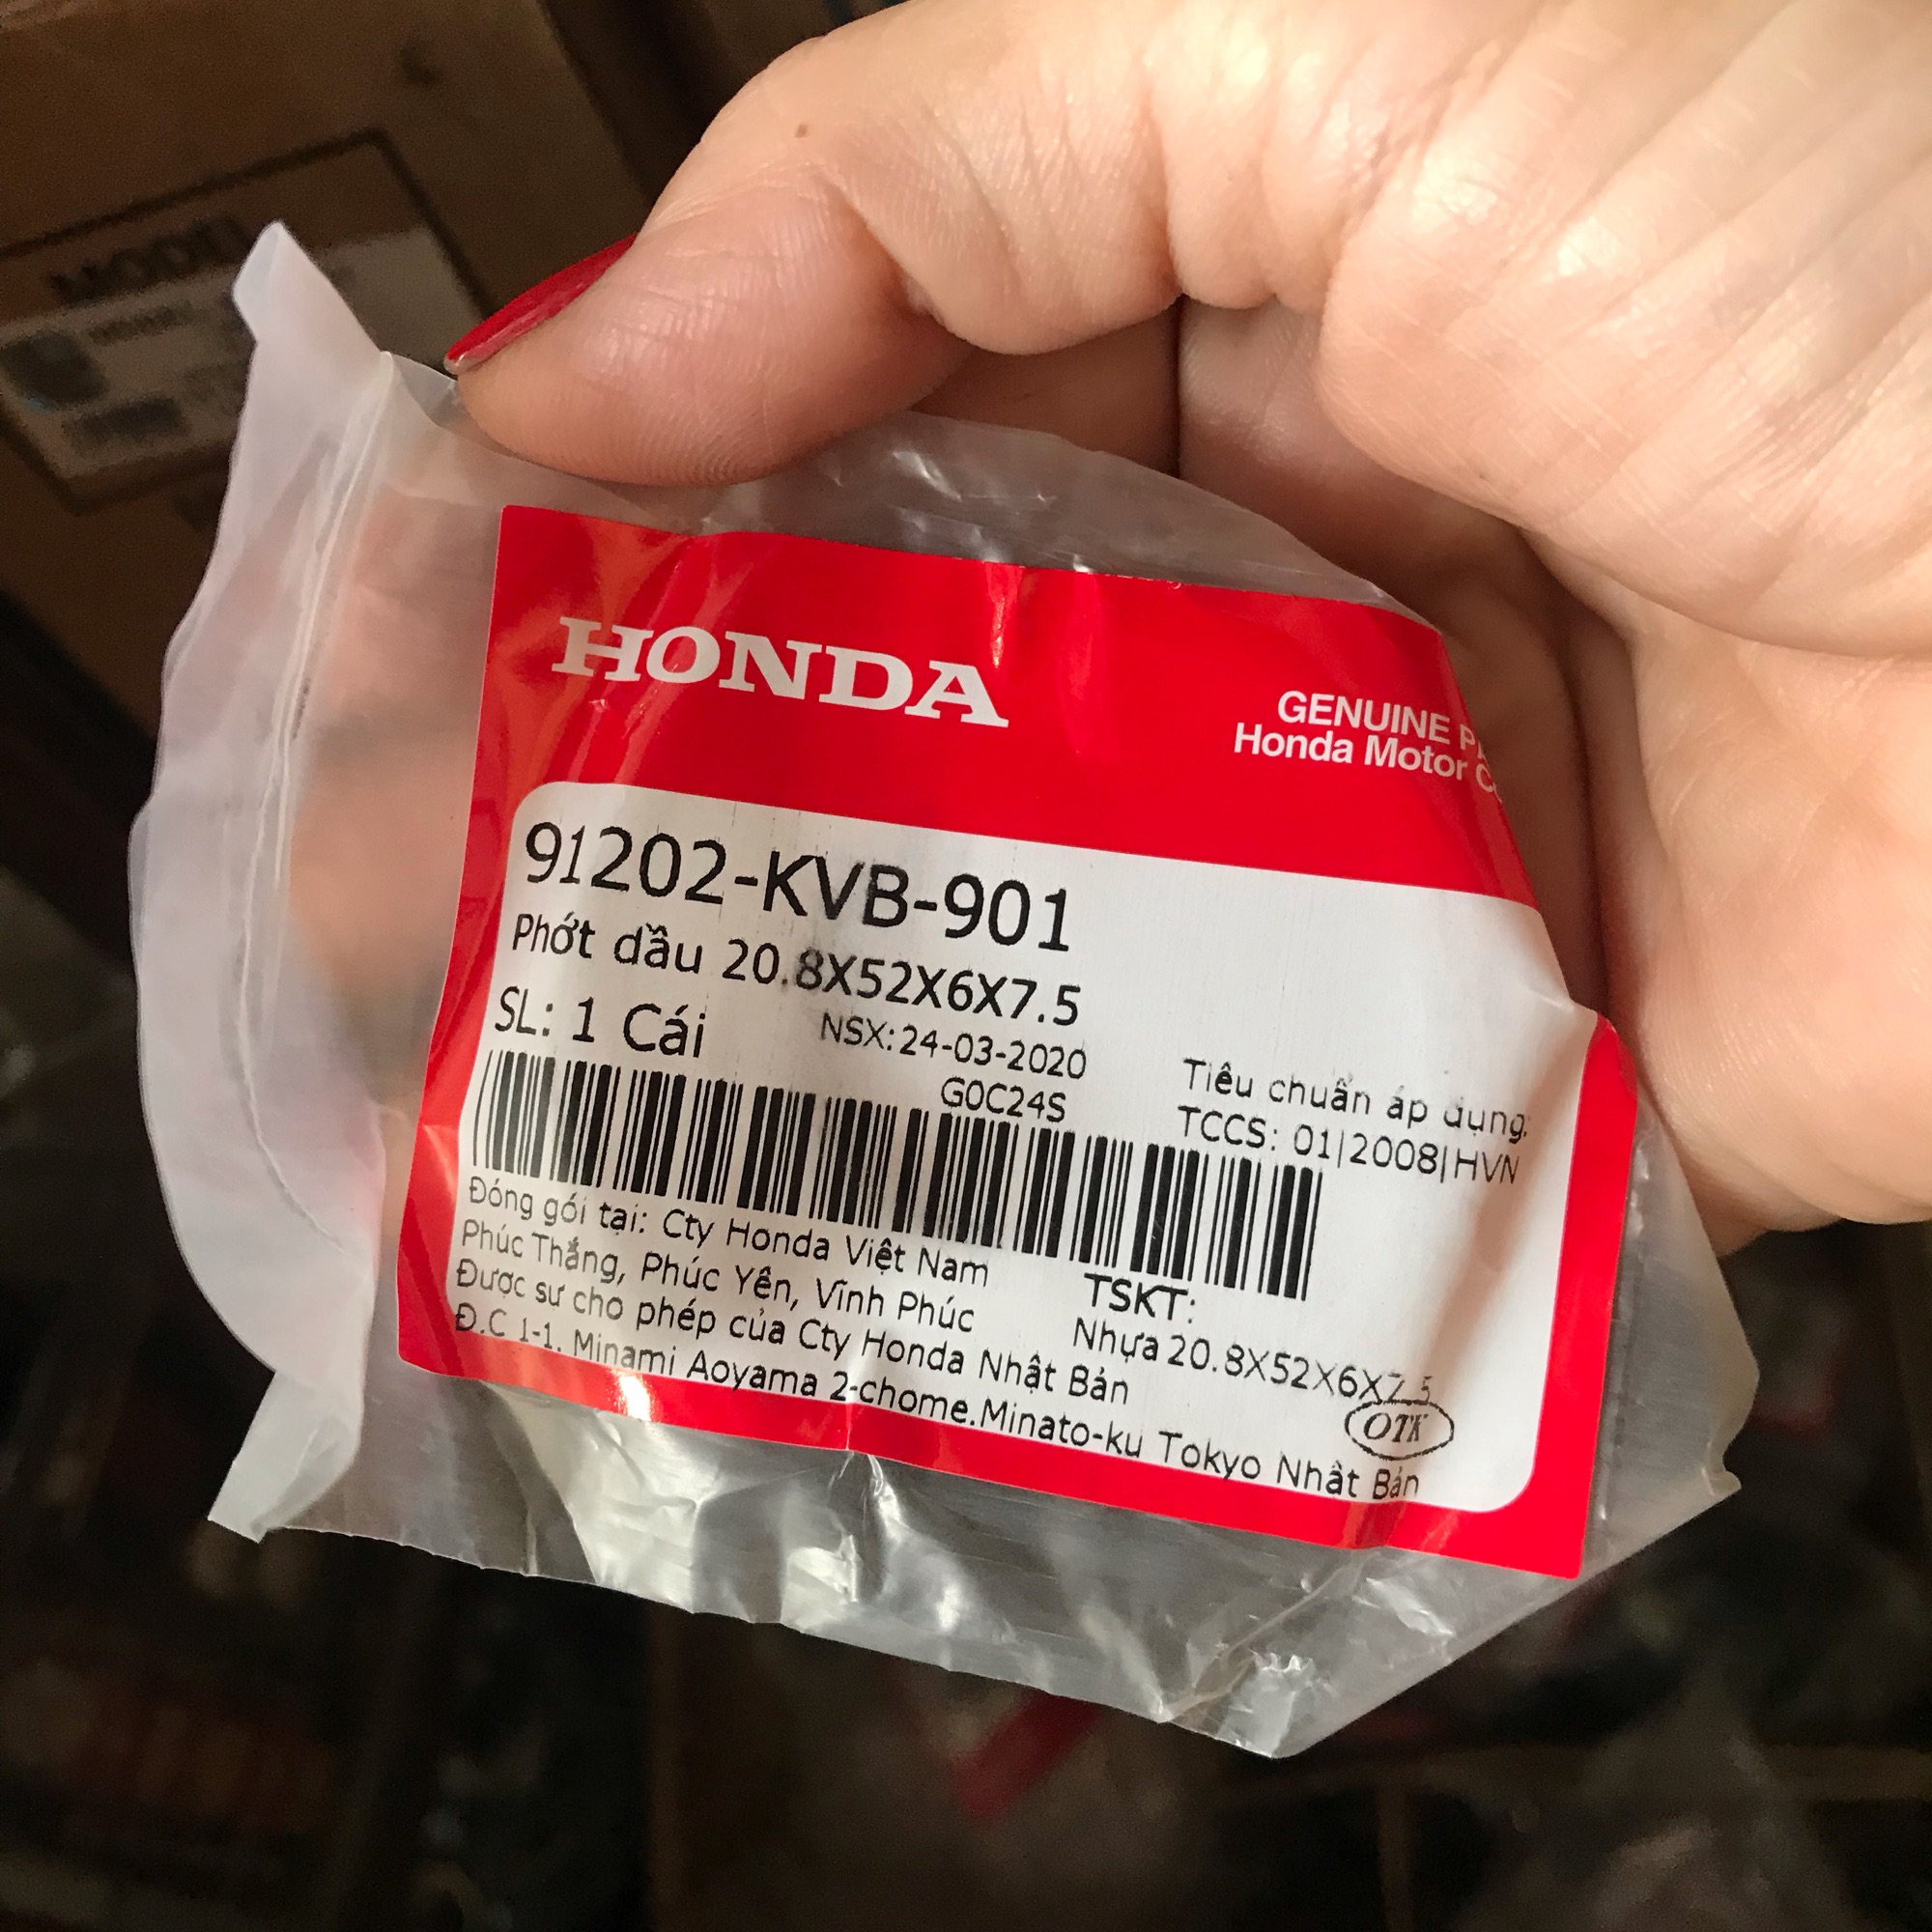 HONDA
GENUINE
Honda Motor
91202-KVB-901
Phớt dầu 20.8X52X6X7.5
SL: 1 Cái
NSX:24-03-2020
G0C24S
Tiêu chuẩn áp dụng:
TCCS: 01|2008|HVN
Đóng gói tại: Cty Honda Việt Nam
Phúc Thắng, Phúc Yên, Vĩnh Phúc
Được sư cho phép của Cty Honda Nhật Bản
Đ.C 1-1. Minami Aoyama 2-chome.Minato-ku Tokyo Nhât Bản
TSKT:
Nhựa 20.8X52X6X7.5
OTK